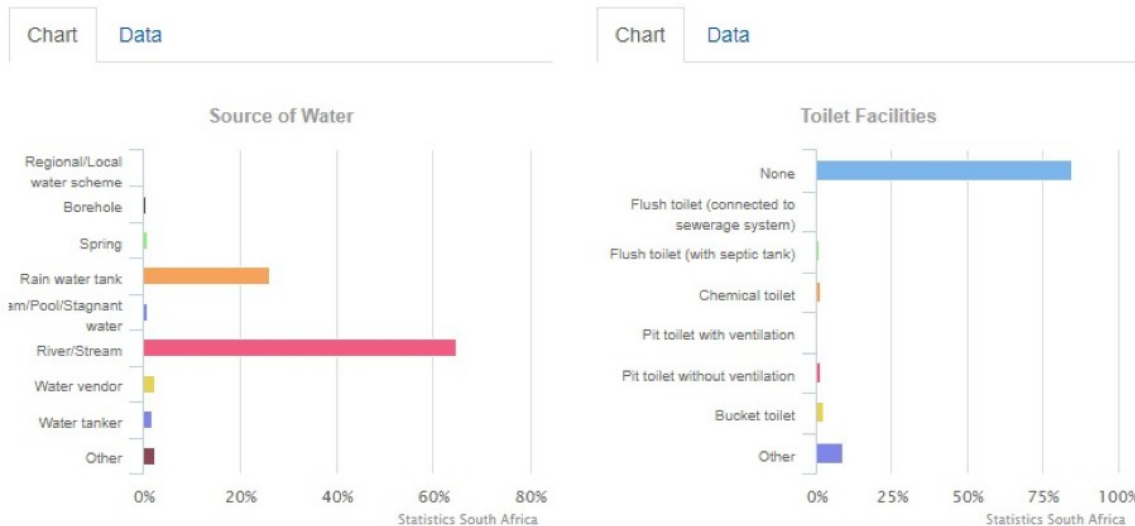 Chart Data
Source of Water
Regional/Local
water scheme
Borehole
Spring
Rain water tank
am/Pool/Stagnant
water
River/Stream
Water vendor
Water tanker
Other
0% 20% 40% 60% 80%
Statistics South Africa
Chart Data
Toilet Facilities
None
Flush toilet (connected to
sewerage system)
Flush toilet (with septic tank)
Chemical toilet
Pit toilet with ventilation
Pit toilet without ventilation
Bucket toilet
Other
0% 25% 50% 75% 100%
Statistics South Africa